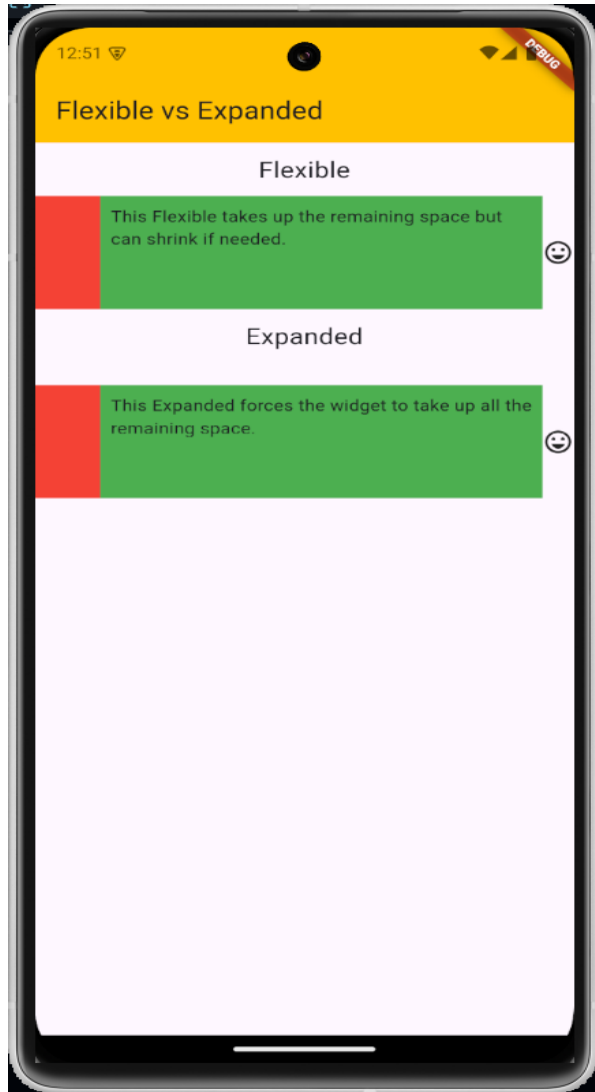 12:51
DEBUG
Flexible vs Expanded
Flexible
This Flexible takes up the remaining space but
can shrink if needed.
Expanded
This Expanded forces the widget to take up all the
remaining space.